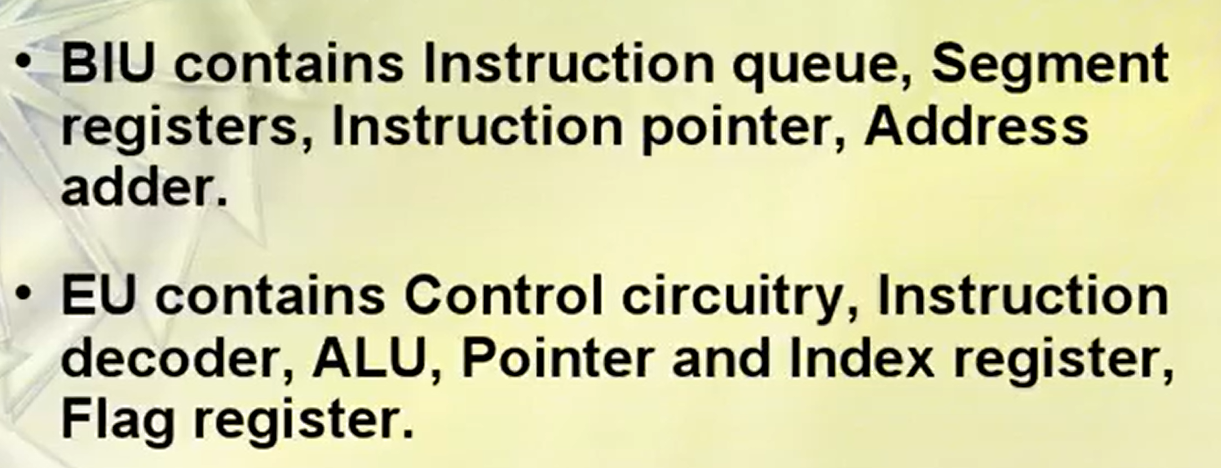 • BIU contains Instruction queue, Segment
registers, Instruction pointer, Address
adder.
• EU contains Control circuitry, Instruction
decoder, ALU, Pointer and Index register,
Flag register.